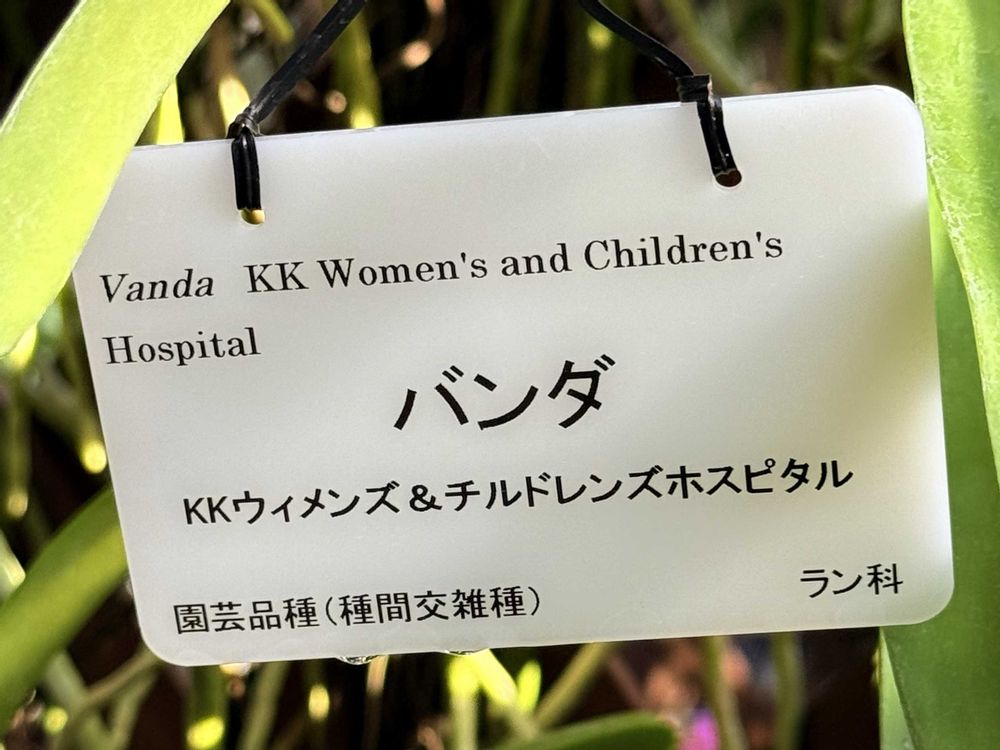 Vanda KK Women's and Children's
Hospital
バンダ
KKウィメンズ＆チルドレンズホスピタル
園芸品種（種間交雑種）
ラン科